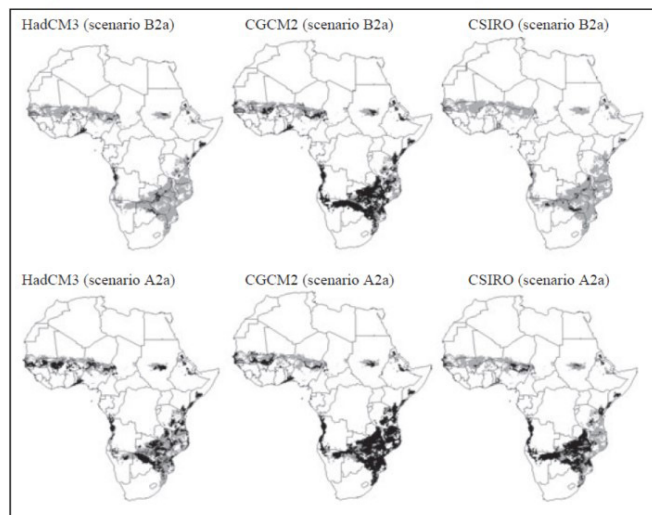 HadCM3 (scenario B2a) CGCM2 (scenario B2a) CSIRO (scenario B2a)
HadCM3 (scenario A2a) CGCM2 (scenario A2a) CSIRO (scenario A2a)